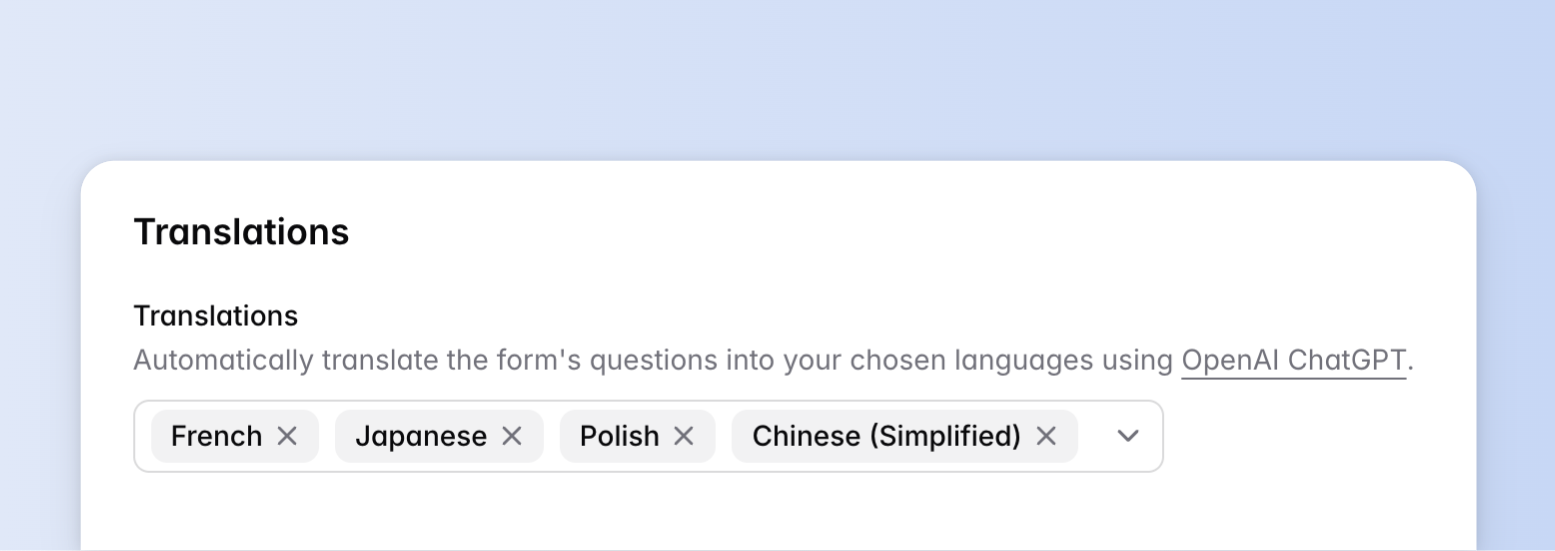 Translations
Translations
Automatically translate the form's questions into your chosen languages using OpenAI ChatGPT.
French Japanese Polish Chinese (Simplified)